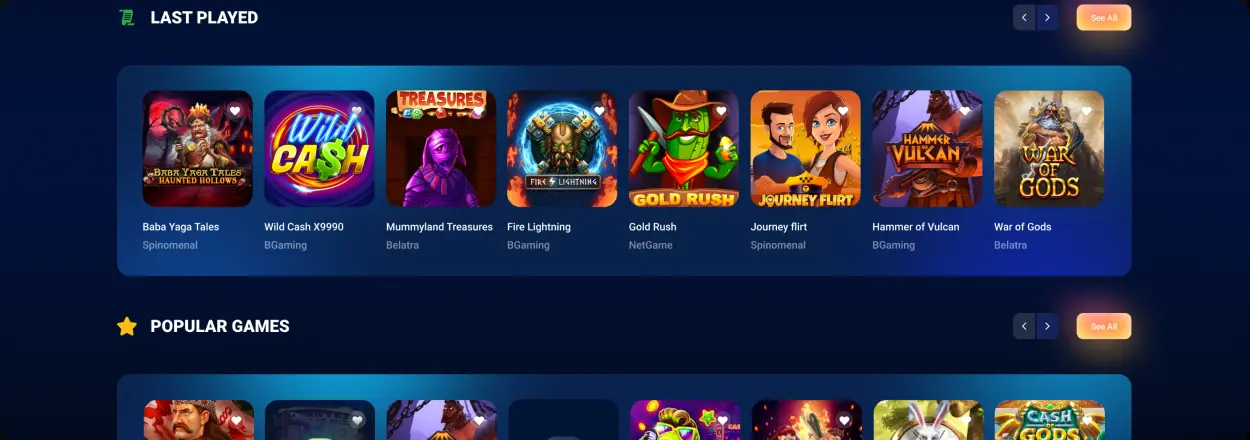 LAST PLAYED
See All
BABA YAGA TALES
HAUNTED HOLLOWS
Wild
CA$H
TREASURES
FIRE LIGHTNING
GOLD RUSH
JOURNEY FLIRT
HAMMER
OF
VULCAN
WAR
OF
GODS
Baba Yaga Tales
Wild Cash X9990
Mummyland Treasures
Fire Lightning
Gold Rush
Journey flirt
Hammer of Vulcan
War of Gods
Spinomenal
BGaming
Belatra
BGaming
NetGame
Spinomenal
BGaming
Belatra
POPULAR GAMES
See All
CASH
OF
GODS